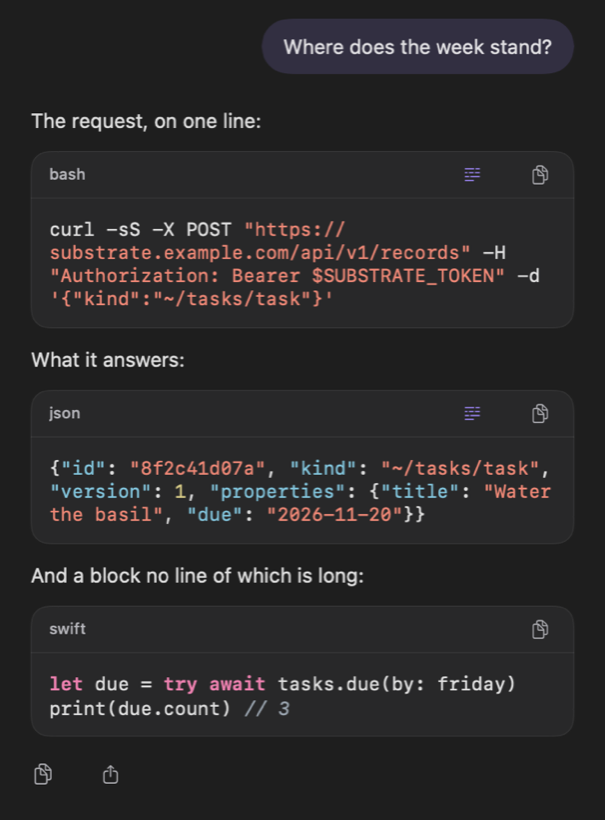 Where does the week stand?
The request, on one line:
bash
curl -sS -X POST "https://
substrate.example.com/api/v1/records" -H
"Authorization: Bearer $SUBSTRATE_TOKEN" -d
'{"kind":"~/tasks/task"}'
What it answers:
json
{"id": "8f2c41d07a", "kind": "~/tasks/task",
"version": 1, "properties": {"title": "Water
the basil", "due": "2026-11-20"}}
And a block no line of which is long:
swift
let due = try await tasks.due(by: friday)
print(due.count) // 3